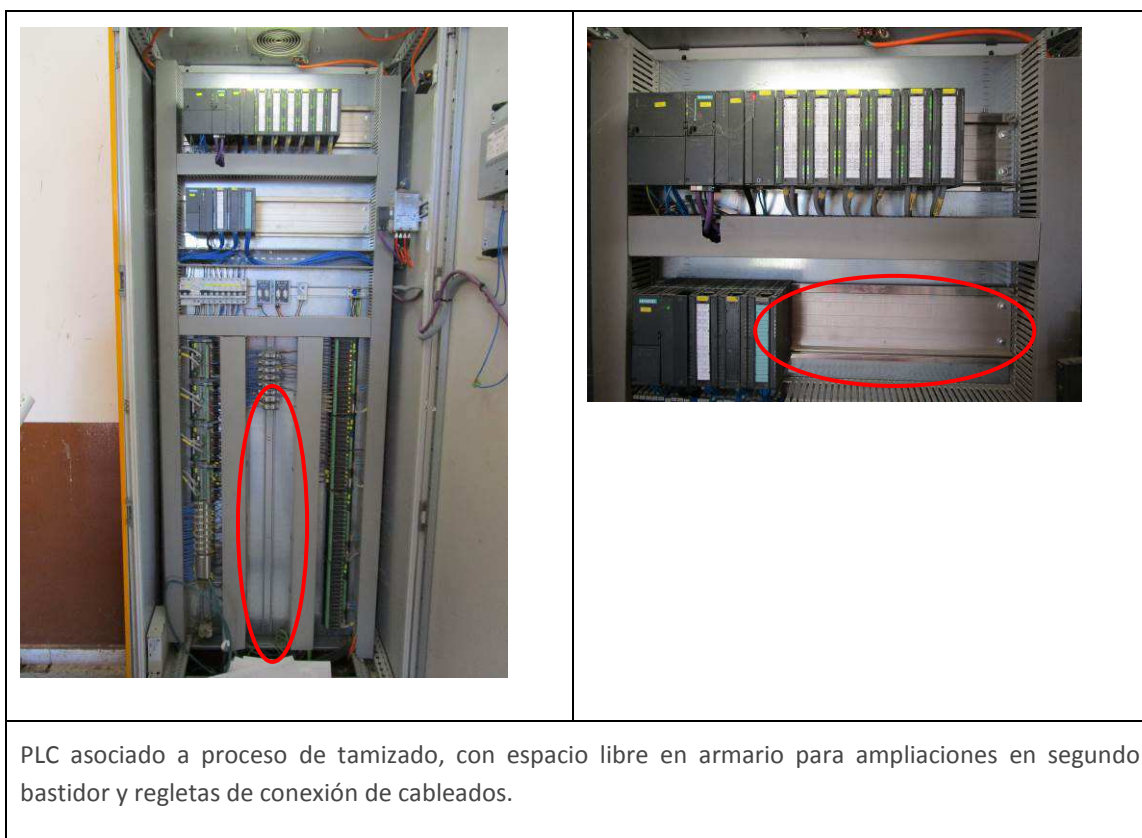 SIEMENS
PLC asociado a proceso de tamizado, con espacio libre en armario para ampliaciones en segundo
bastidor y regletas de conexión de cableados.